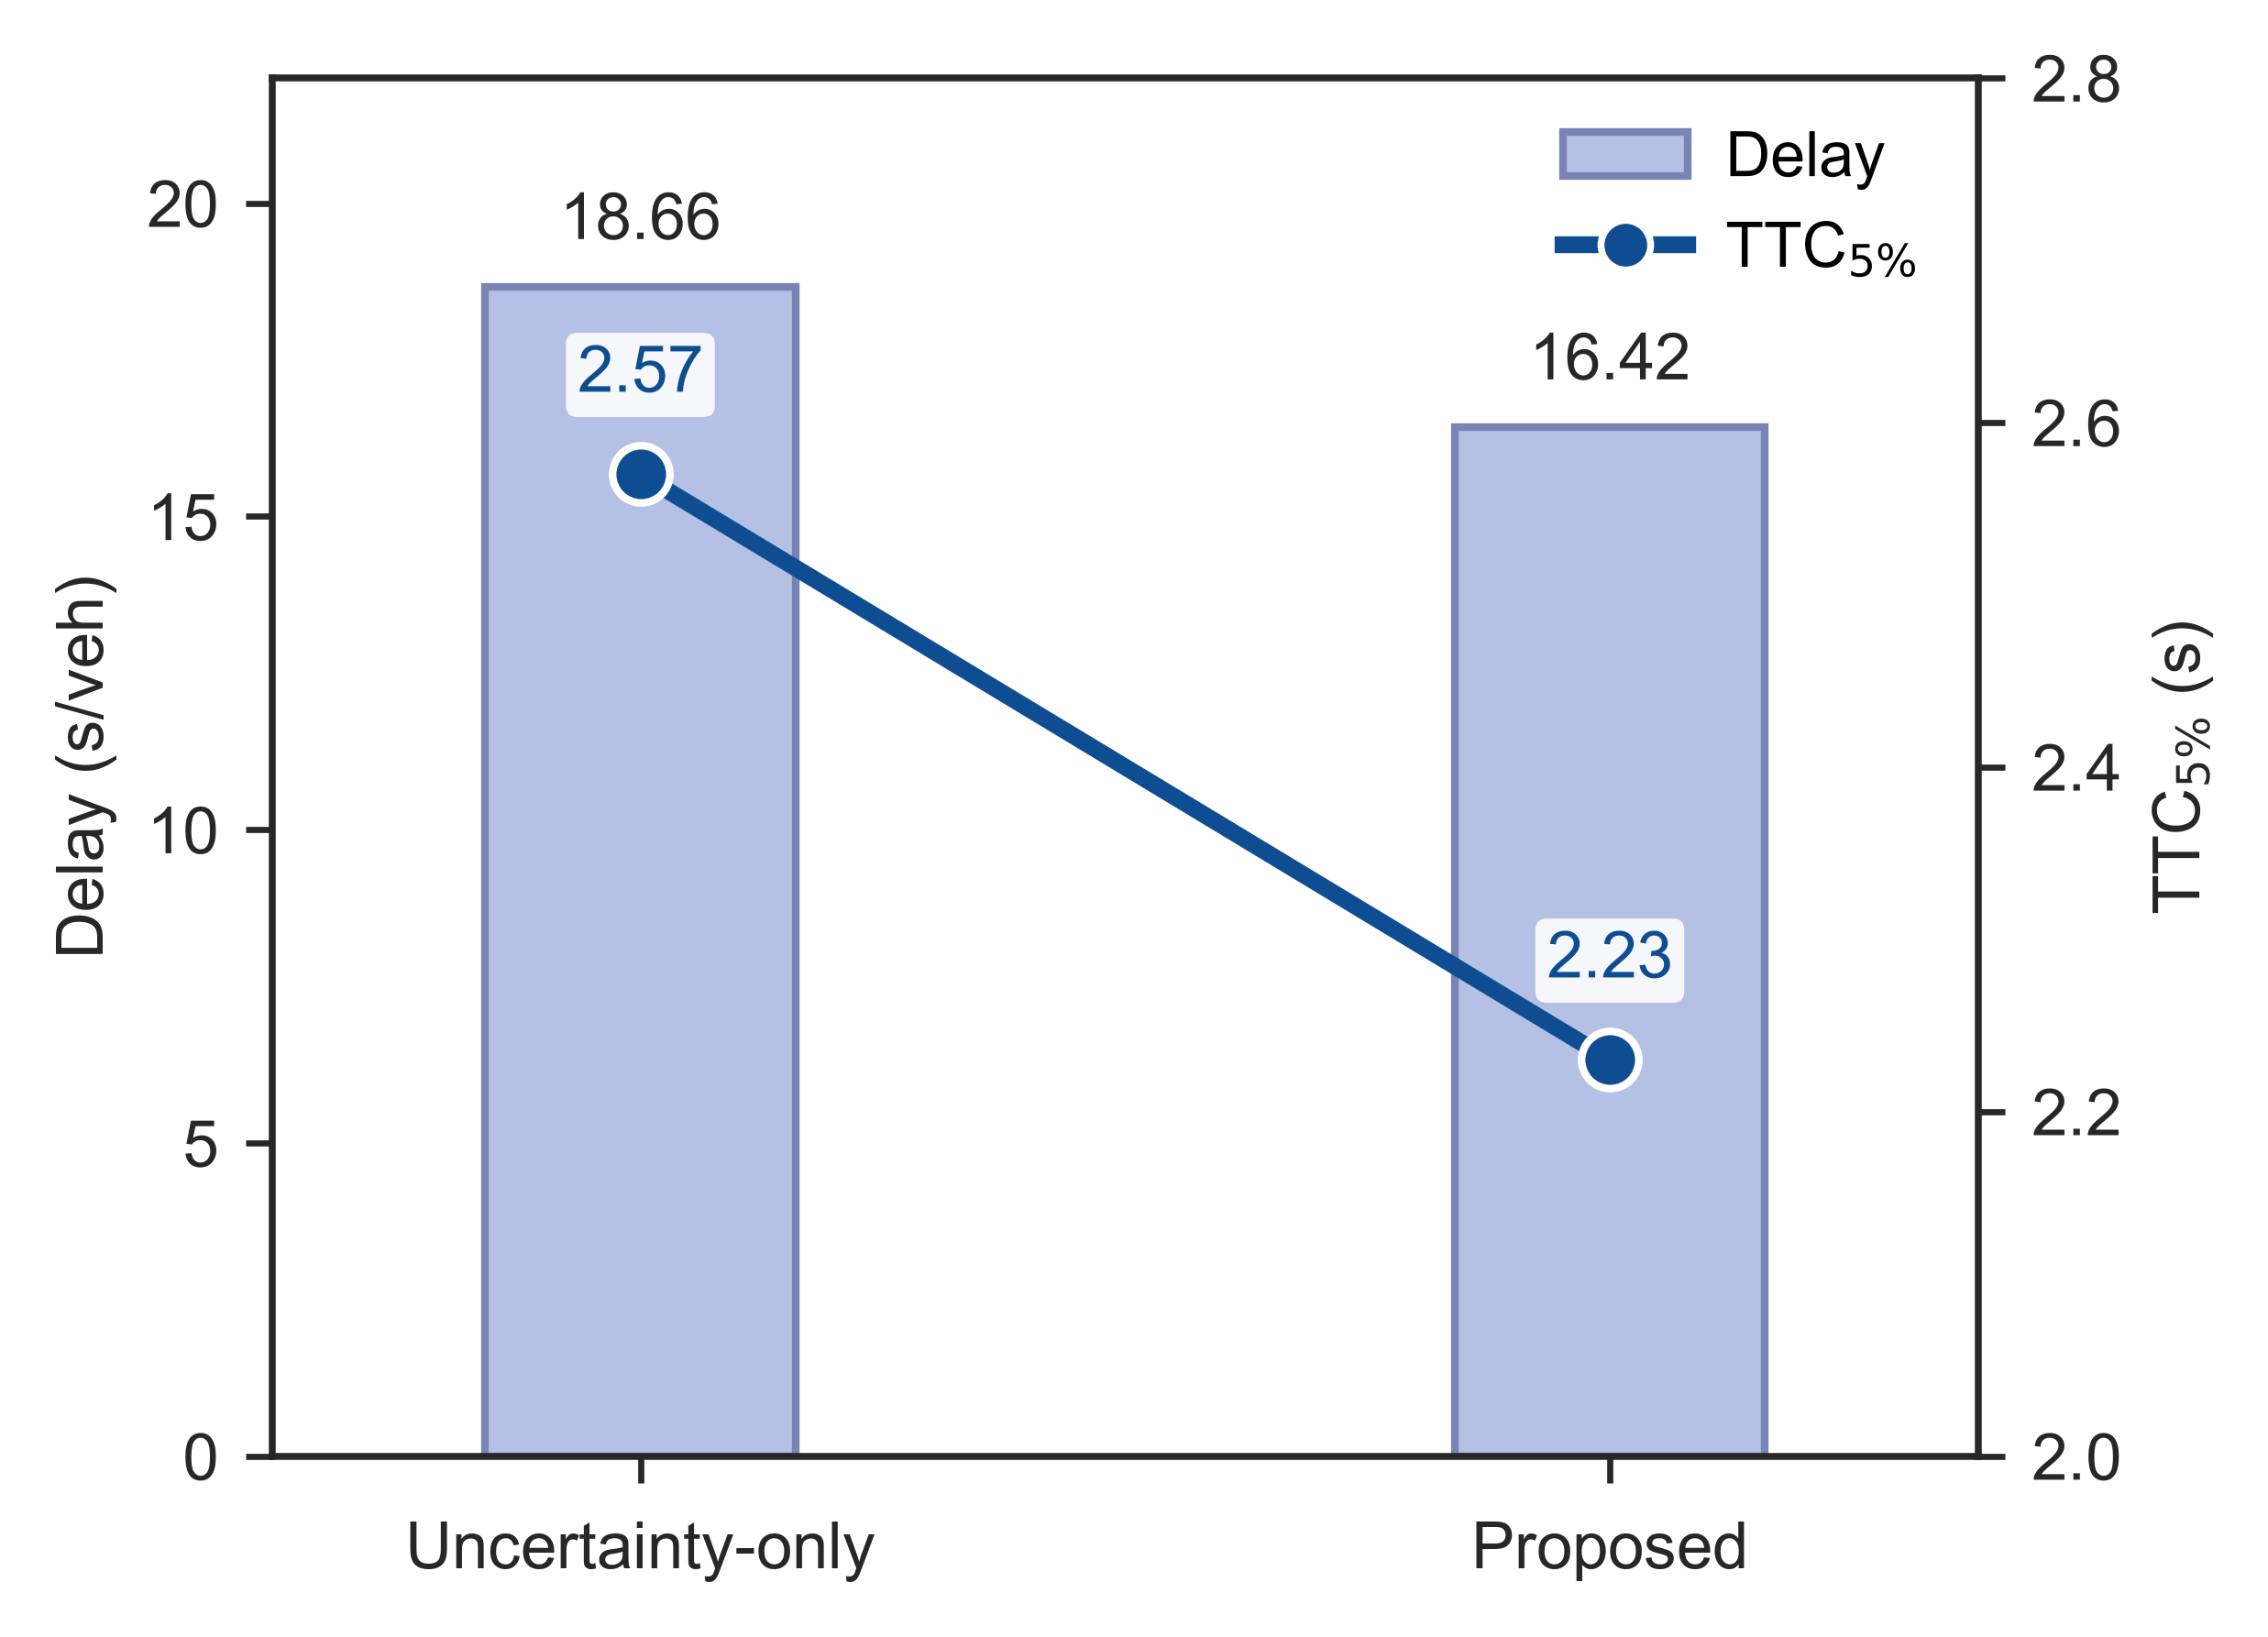 Delay (s/veh)
20
15
10
5
0
18.66
2.57
16.42
2.23
Delay
TTC5%
2.8
2.6
2.4
2.2
2.0
TTC5% (s)
Uncertainty-only
Proposed